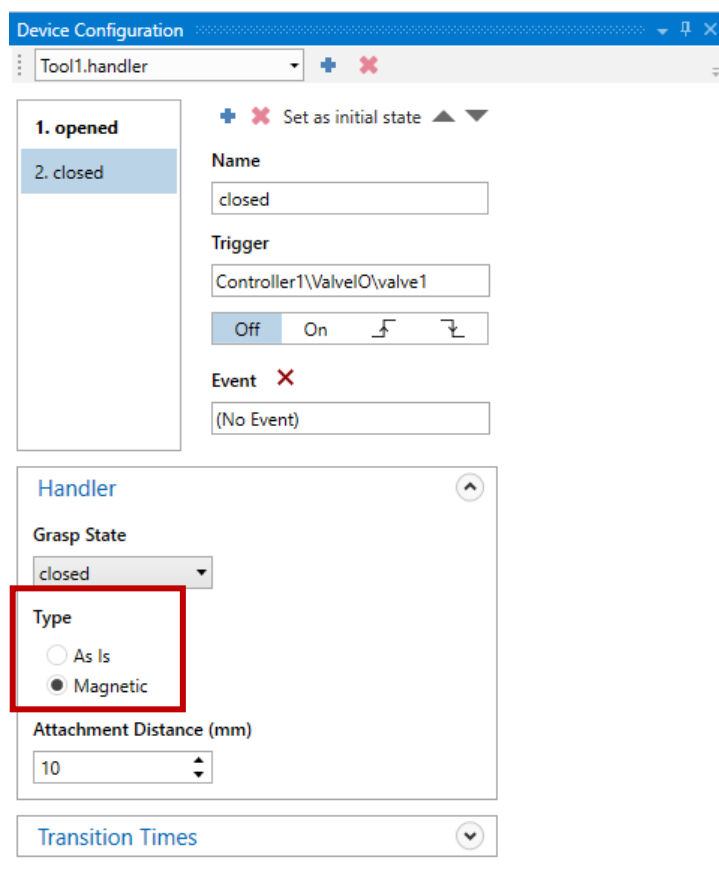 Device Configuration
Tool1.handler
1. opened
2. closed
Set as initial state
Name
closed
Trigger
Controller1\ValveIO\valve1
Off On
Event
(No Event)
Handler
Grasp State
closed
Type
As Is
Magnetic
Attachment Distance (mm)
10
Transition Times